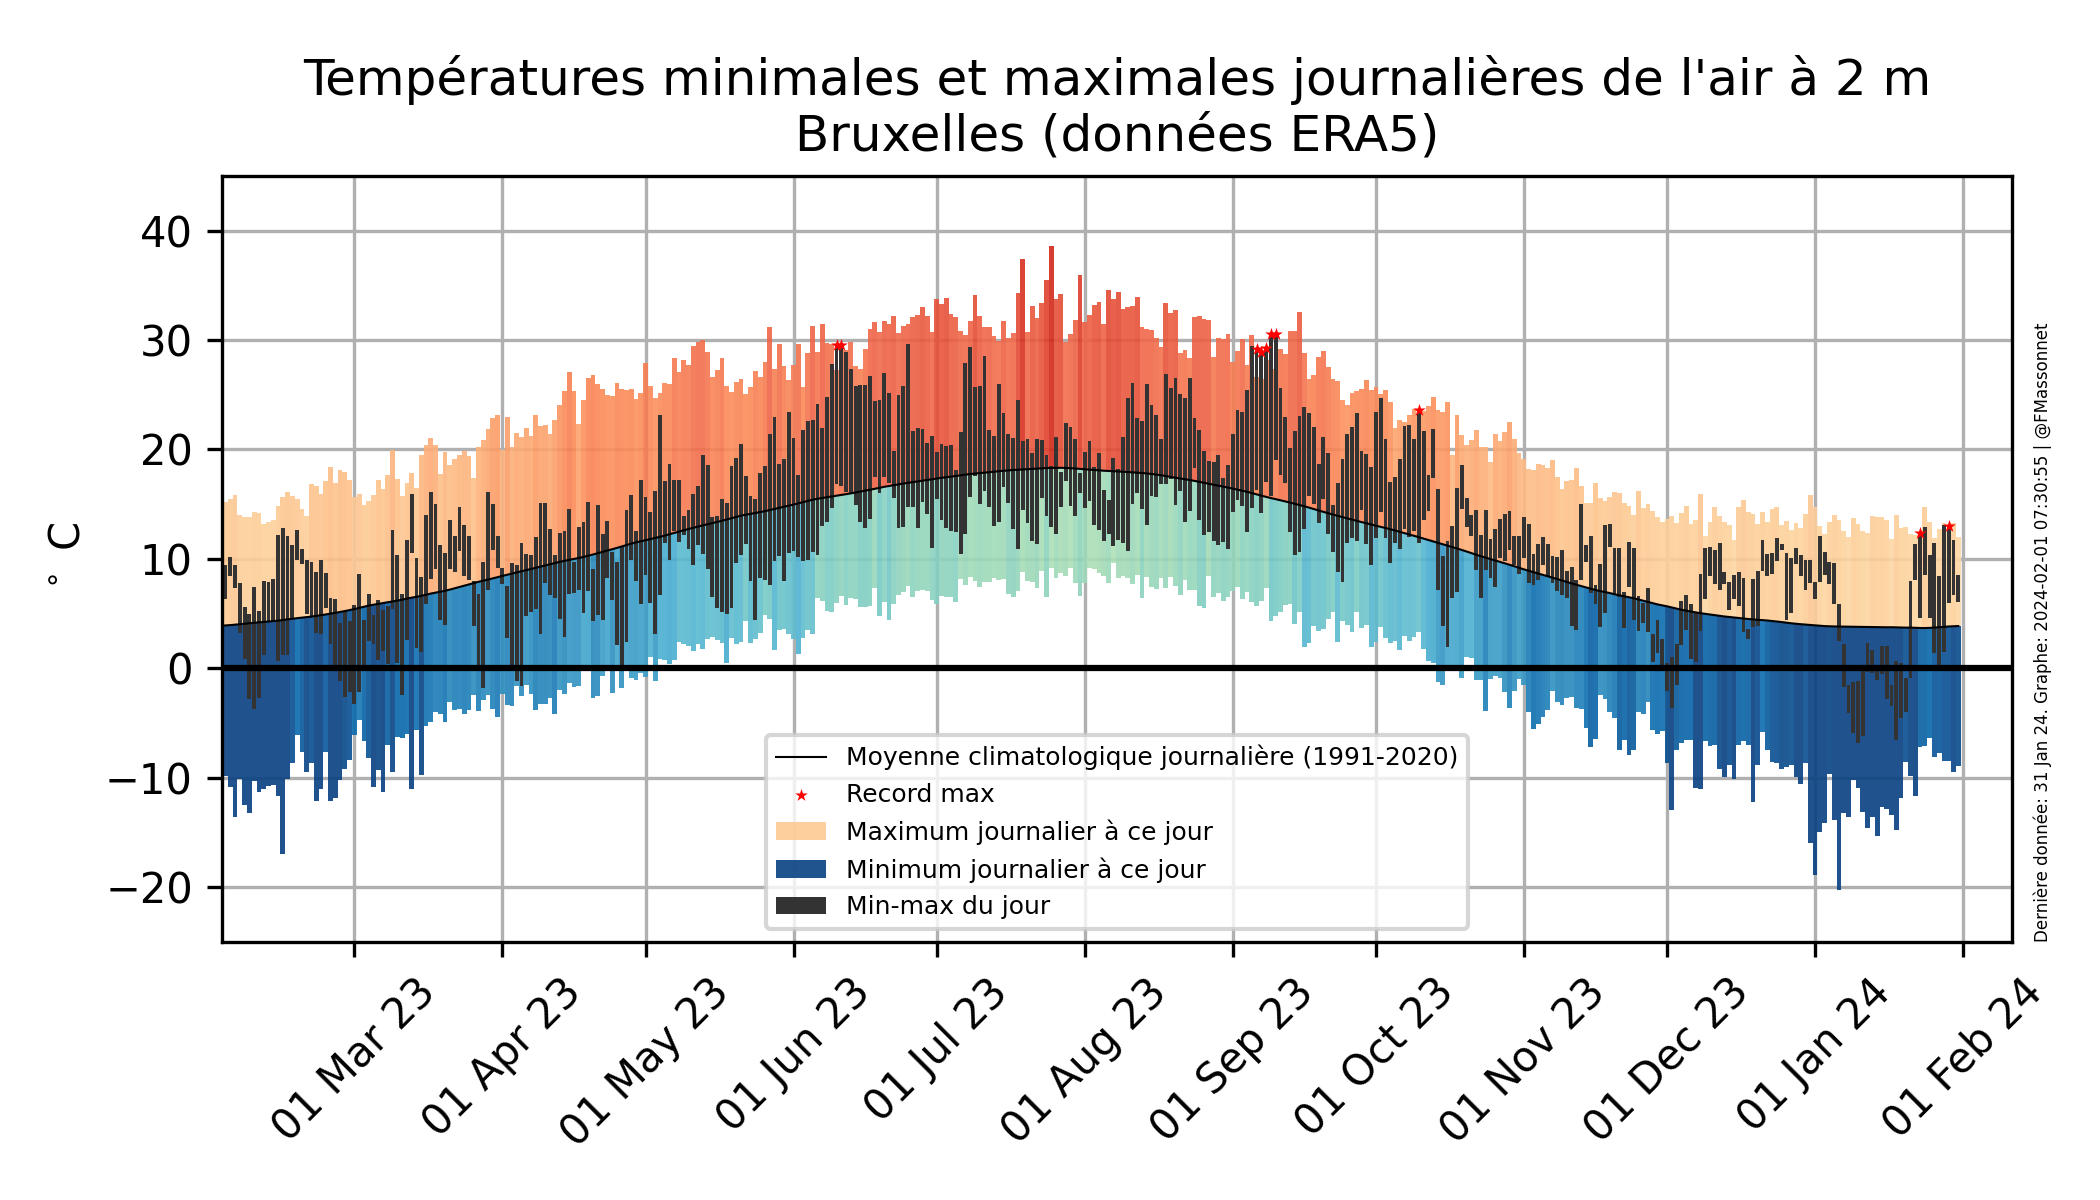 Températures minimales et maximales journalières de l'air à 2 m
Bruxelles (données ERA5)
° C
40
30
20
10
0
−10
−20
Moyenne climatologique journalière (1991-2020)
Record max
Maximum journalier à ce jour
Minimum journalier à ce jour
Min-max du jour
01 Mar 23
01 Apr 23
01 May 23
01 Jun 23
01 Jul 23
01 Aug 23
01 Sep 23
01 Oct 23
01 Nov 23
01 Dec 23
01 Jan 24
01 Feb 24
Dernière donnée: 31 Jan 24. Graphe: 2024-02-01 07:30:55 | @FMassonnet